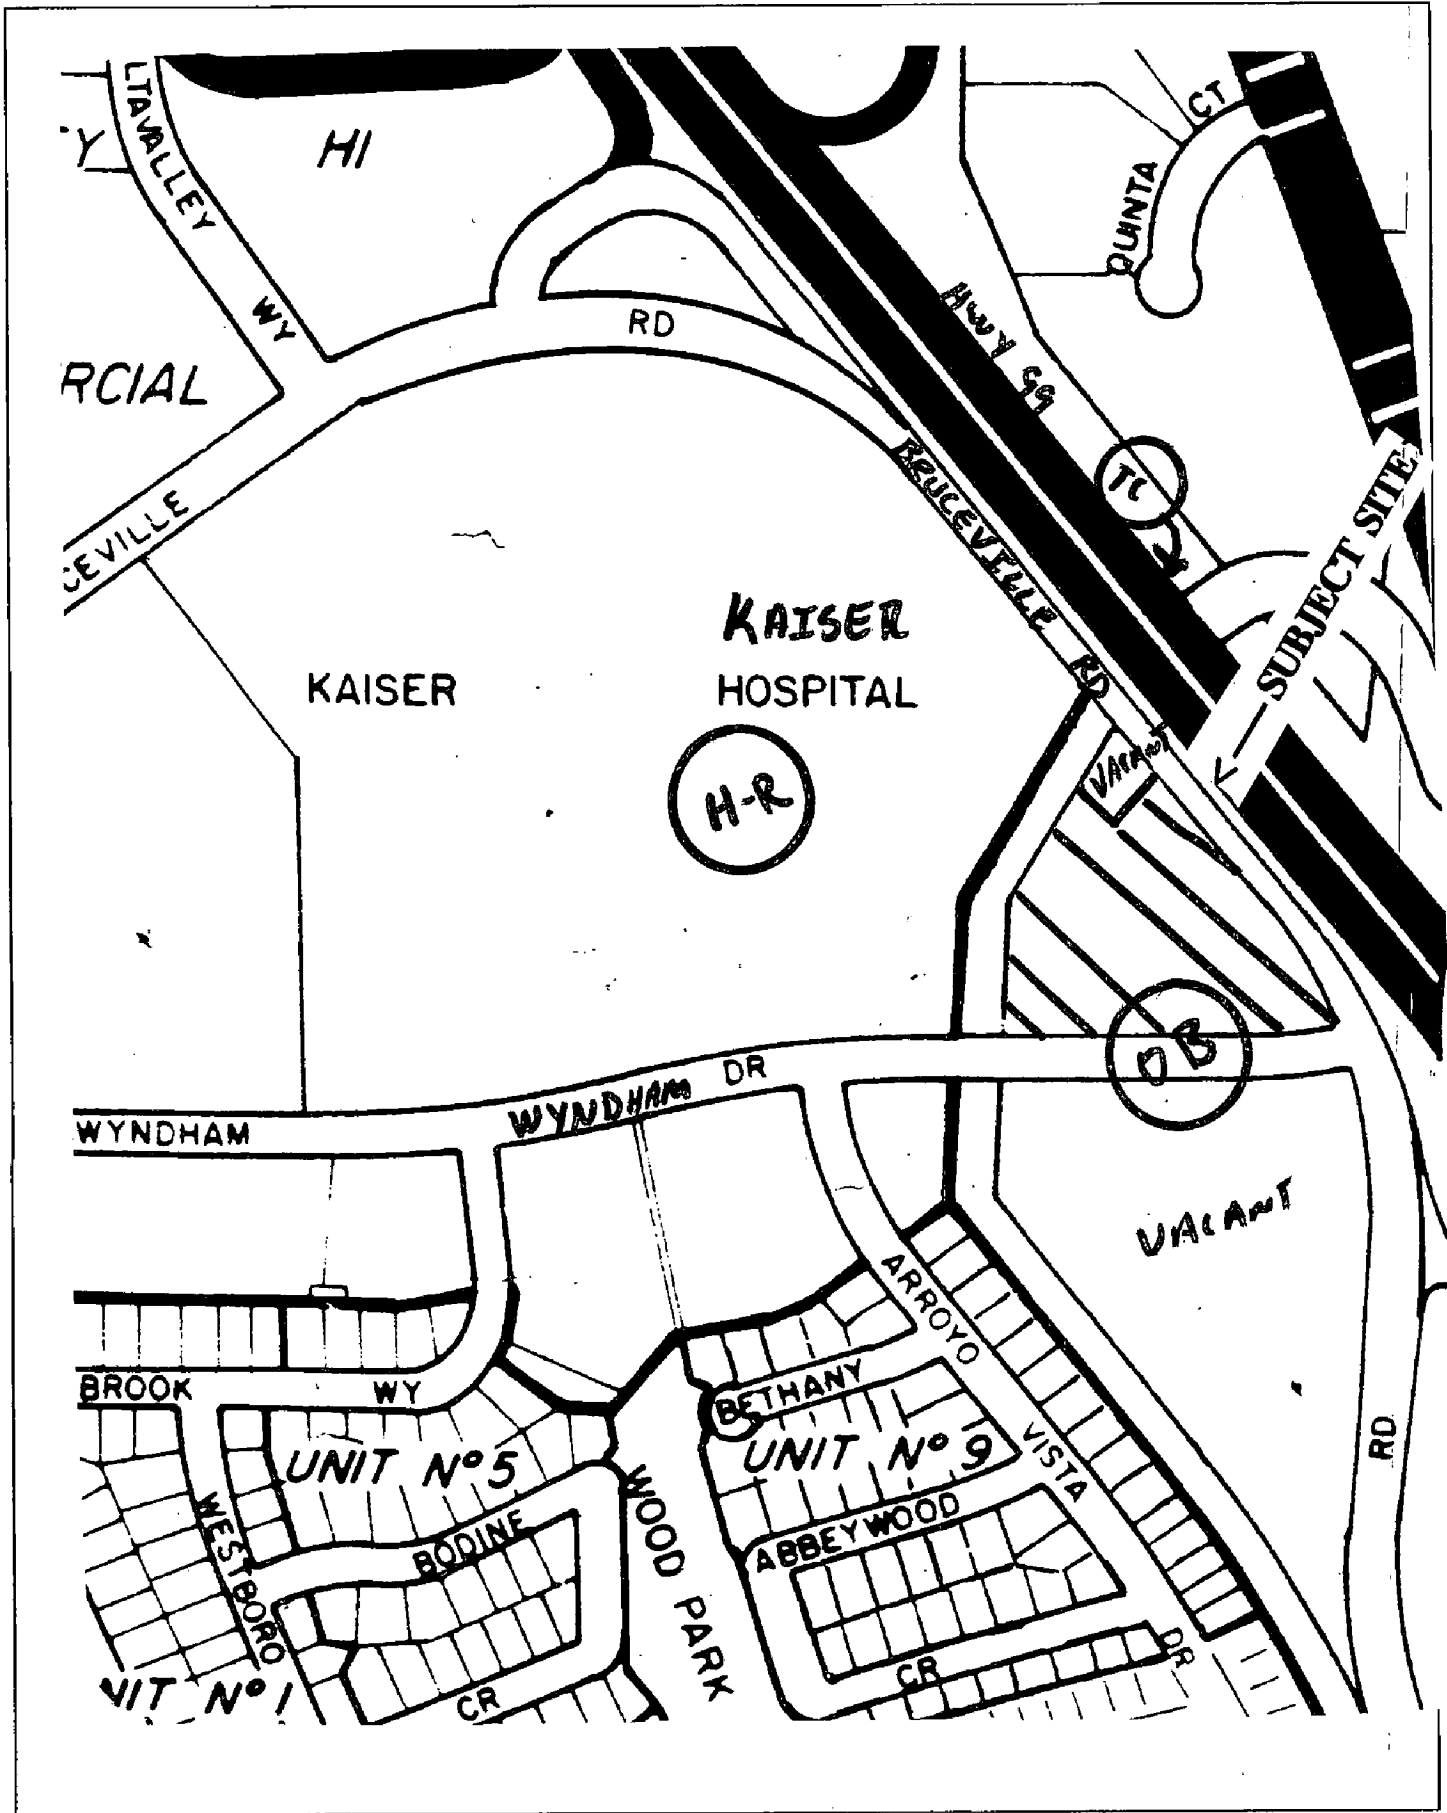 LTAVALLEY
WY
Y
HI
QUINTA
CT
RD
HWY 99
RCIAL
CEVILLE
BRUCEVILLE
RD
TC
SUBJECT SITE
KAISER
KAISER
HOSPITAL
H-R
VACANT
OB
WYNDHAM
WYNDHAM
DR
VACANT
ARROYO
VISTA
DR
BROOK
WY
BETHANY
UNIT Nº 5
UNIT Nº 9
RD
WESTBORO
BODINE
CR
WOOD PARK
ABBEYWOOD
CR
NIT Nº 1